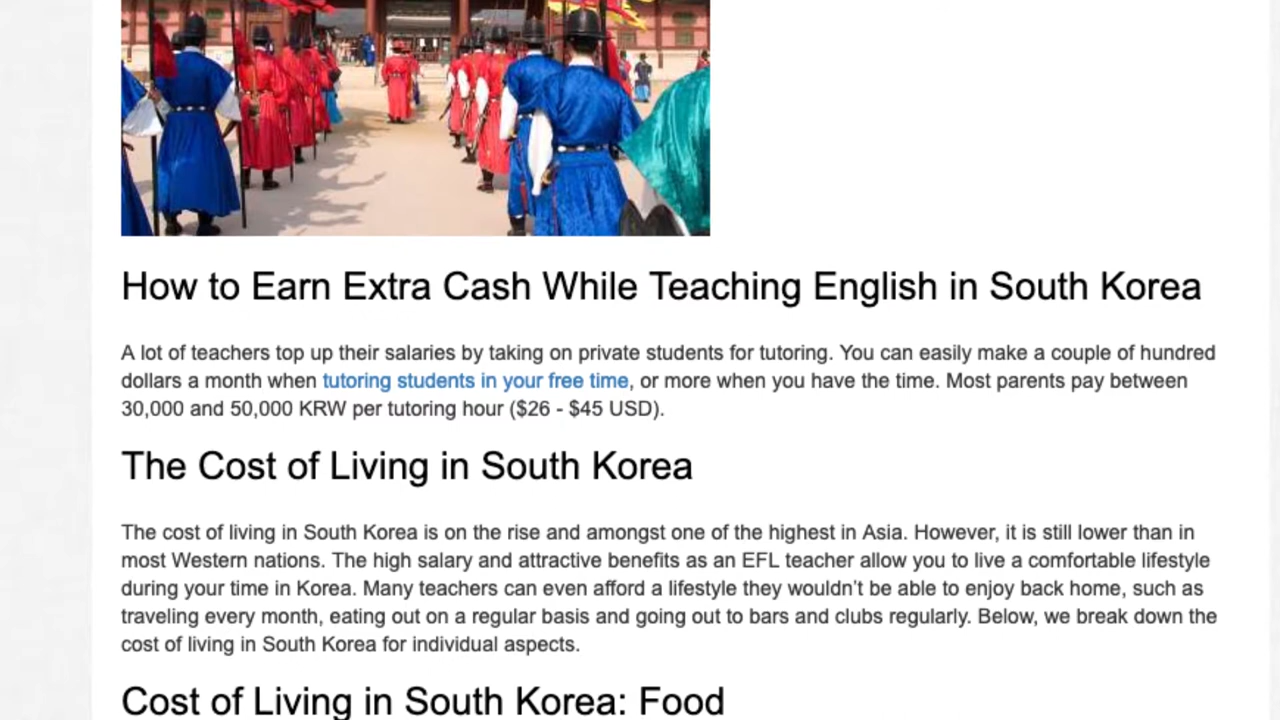 How to Earn Extra Cash While Teaching English in South Korea
A lot of teachers top up their salaries by taking on private students for tutoring. You can easily make a couple of hundred
dollars a month when tutoring students in your free time, or more when you have the time. Most parents pay between
30,000 and 50,000 KRW per tutoring hour ($26 - $45 USD).
The Cost of Living in South Korea
The cost of living in South Korea is on the rise and amongst one of the highest in Asia. However, it is still lower than in
most Western nations. The high salary and attractive benefits as an EFL teacher allow you to live a comfortable lifestyle
during your time in Korea. Many teachers can even afford a lifestyle they wouldn't be able to enjoy back home, such as
traveling every month, eating out on a regular basis and going out to bars and clubs regularly. Below, we break down the
cost of living in South Korea for individual aspects.
Cost of Living in South Korea: Food